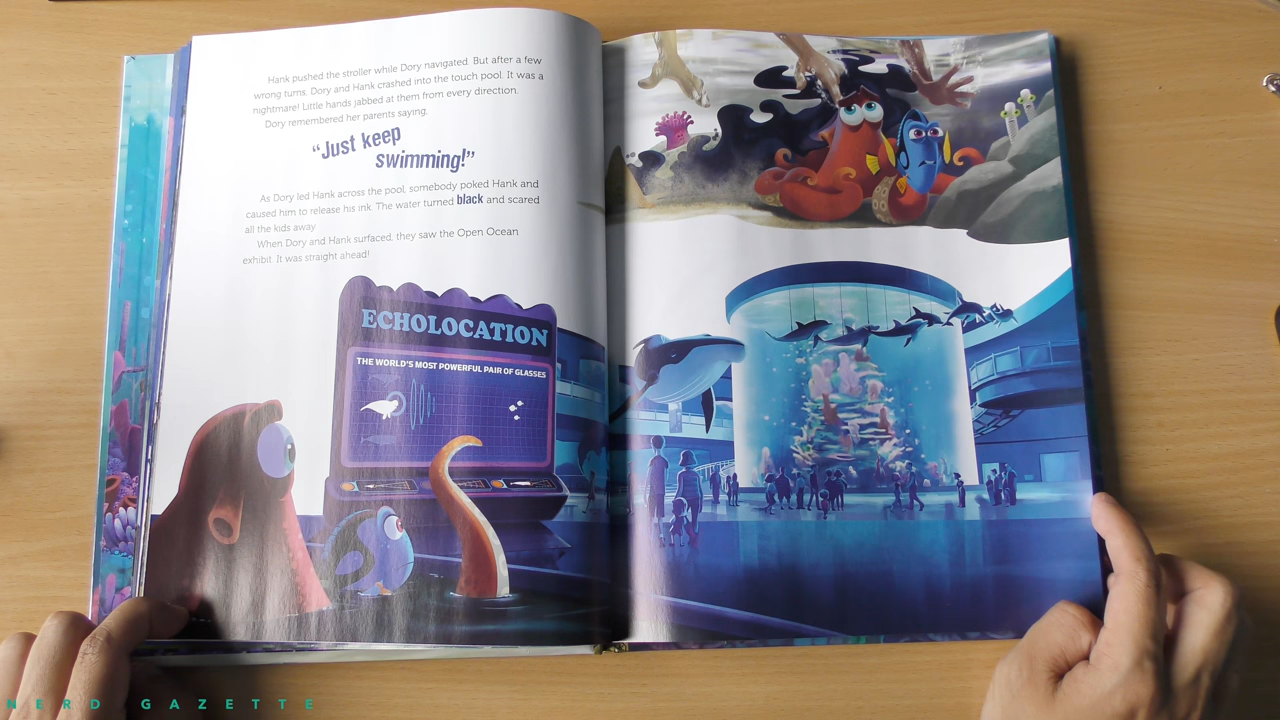 Hank pushed the stroller while Dory navigated. But after a few
wrong turns, Dory and Hank crashed into the touch pool. It was a
nightmare! Little hands jabbed at them from every direction.
Dory remembered her parents saying,
“Just keep
swimming!”
As Dory led Hank across the pool, somebody poked Hank and
caused him to release his ink. The water turned black and scared
all the kids away
When Dory and Hank surfaced, they saw the Open Ocean
exhibit. It was straight ahead!
ECHOLOCATION
THE WORLD'S MOST POWERFUL PAIR OF GLASSES
NERD GAZETTE